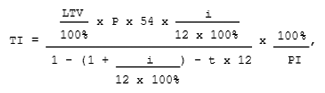 LTV i
---- x P x 54 x --------
100% 12 x 100% 100%
TI = ---------------------------- x ----,
1 - (1 + i ) - t x 12 PI
--------
12 x 100%